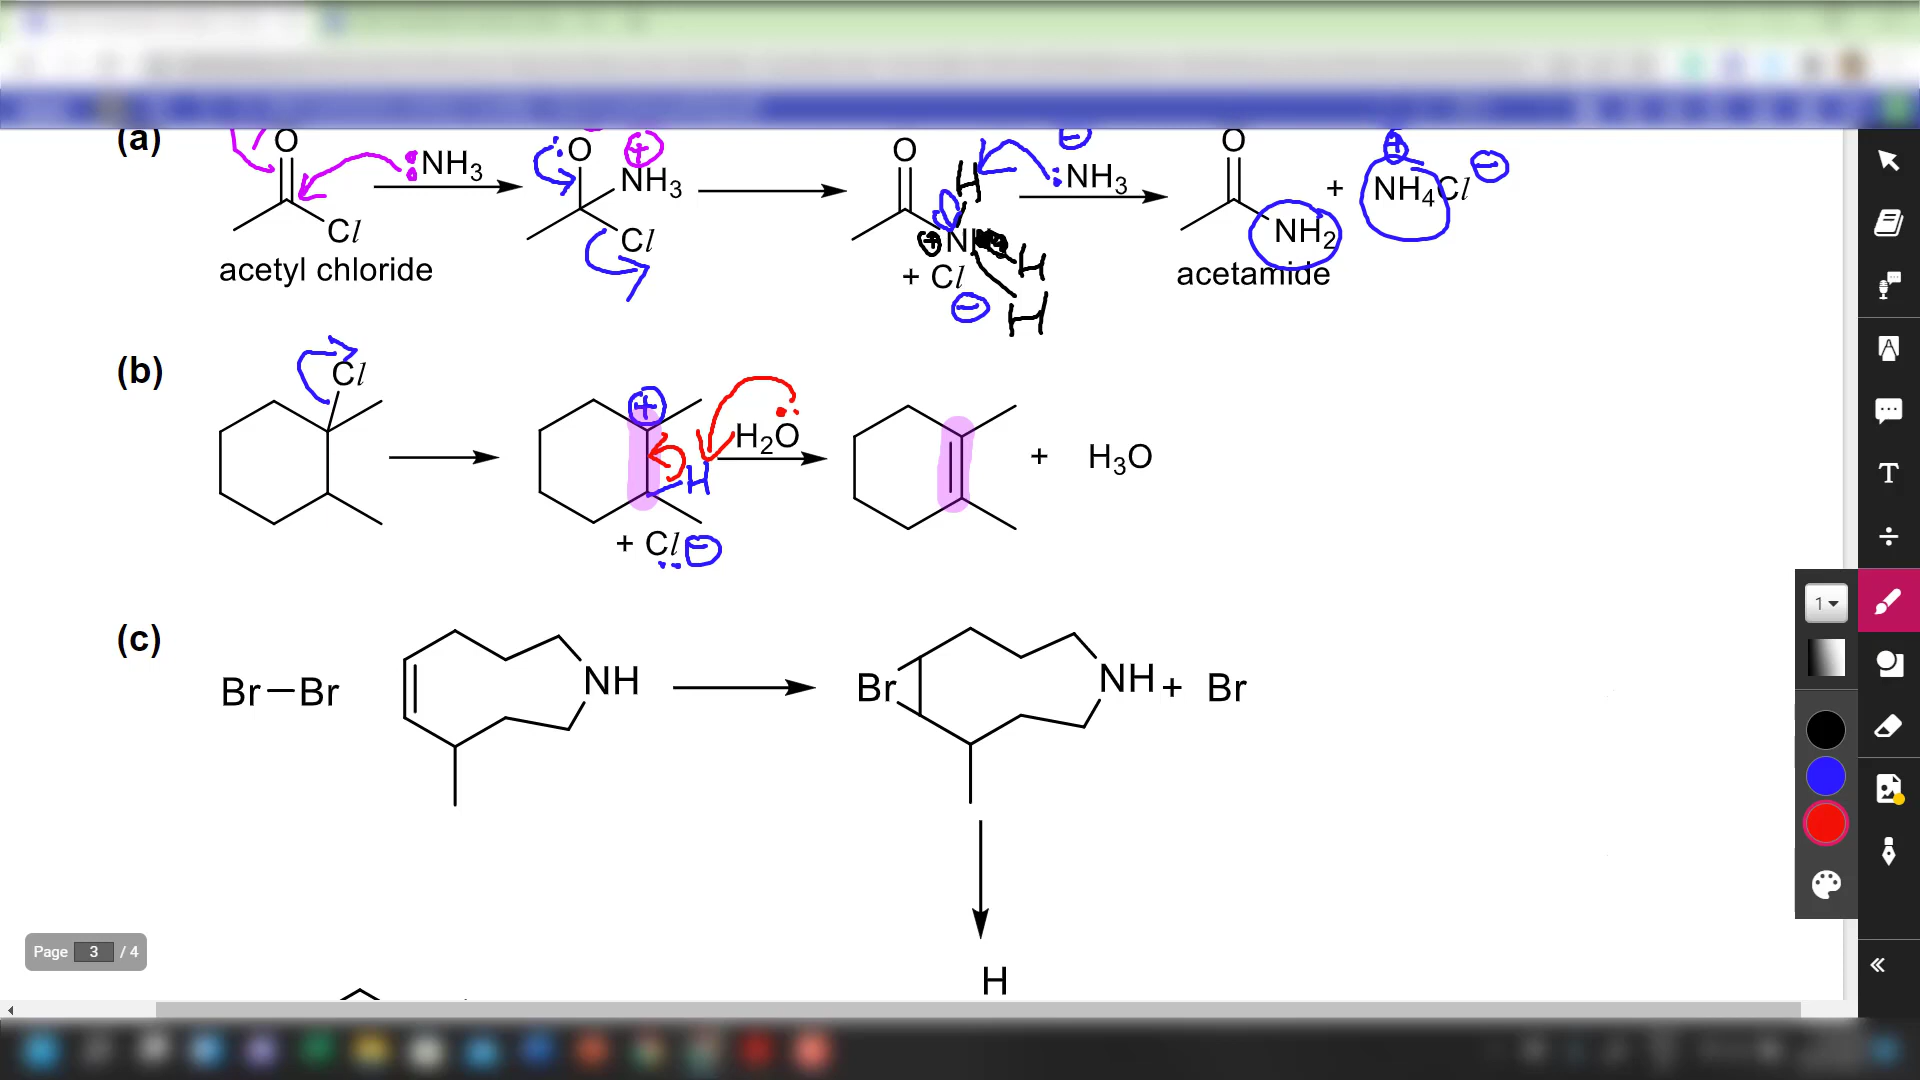 (a)
O
NH3
Cl
acetyl chloride
O
+
NH3
Cl
O
H
+
N
H
H
+ Cl
−
−
NH3
O
NH2
acetamide
+
+
NH4Cl
−
(b)
Cl
+
H
+ Cl −
H2O
+ H3O
(c)
Br—Br
NH
Br
NH + Br
H
Page 3 / 4
1
A
T
÷